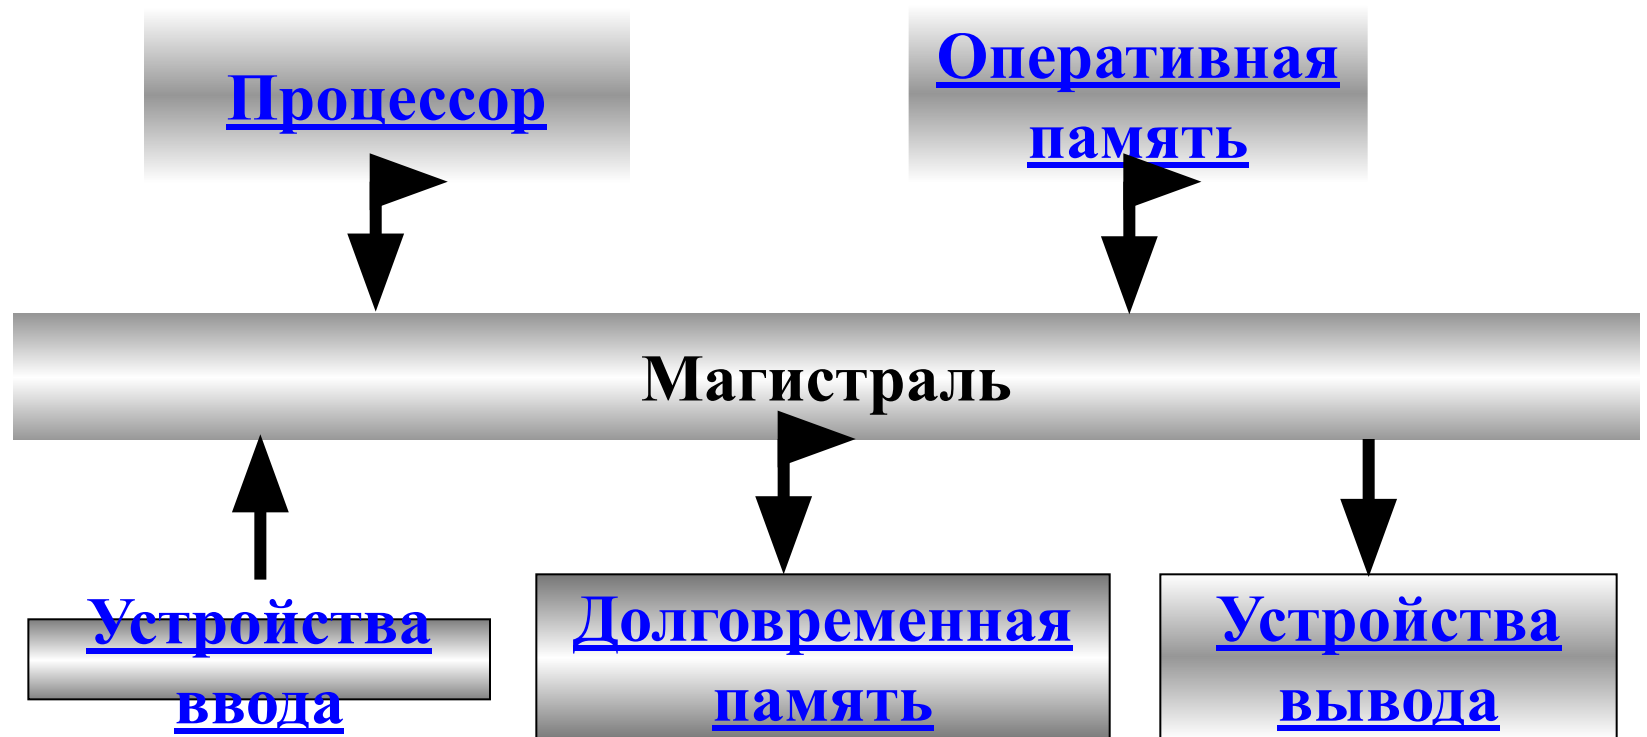 Процессор
Оперативная
память
Магистраль
Устройства
ввода
Долговременная
память
Устройства
вывода